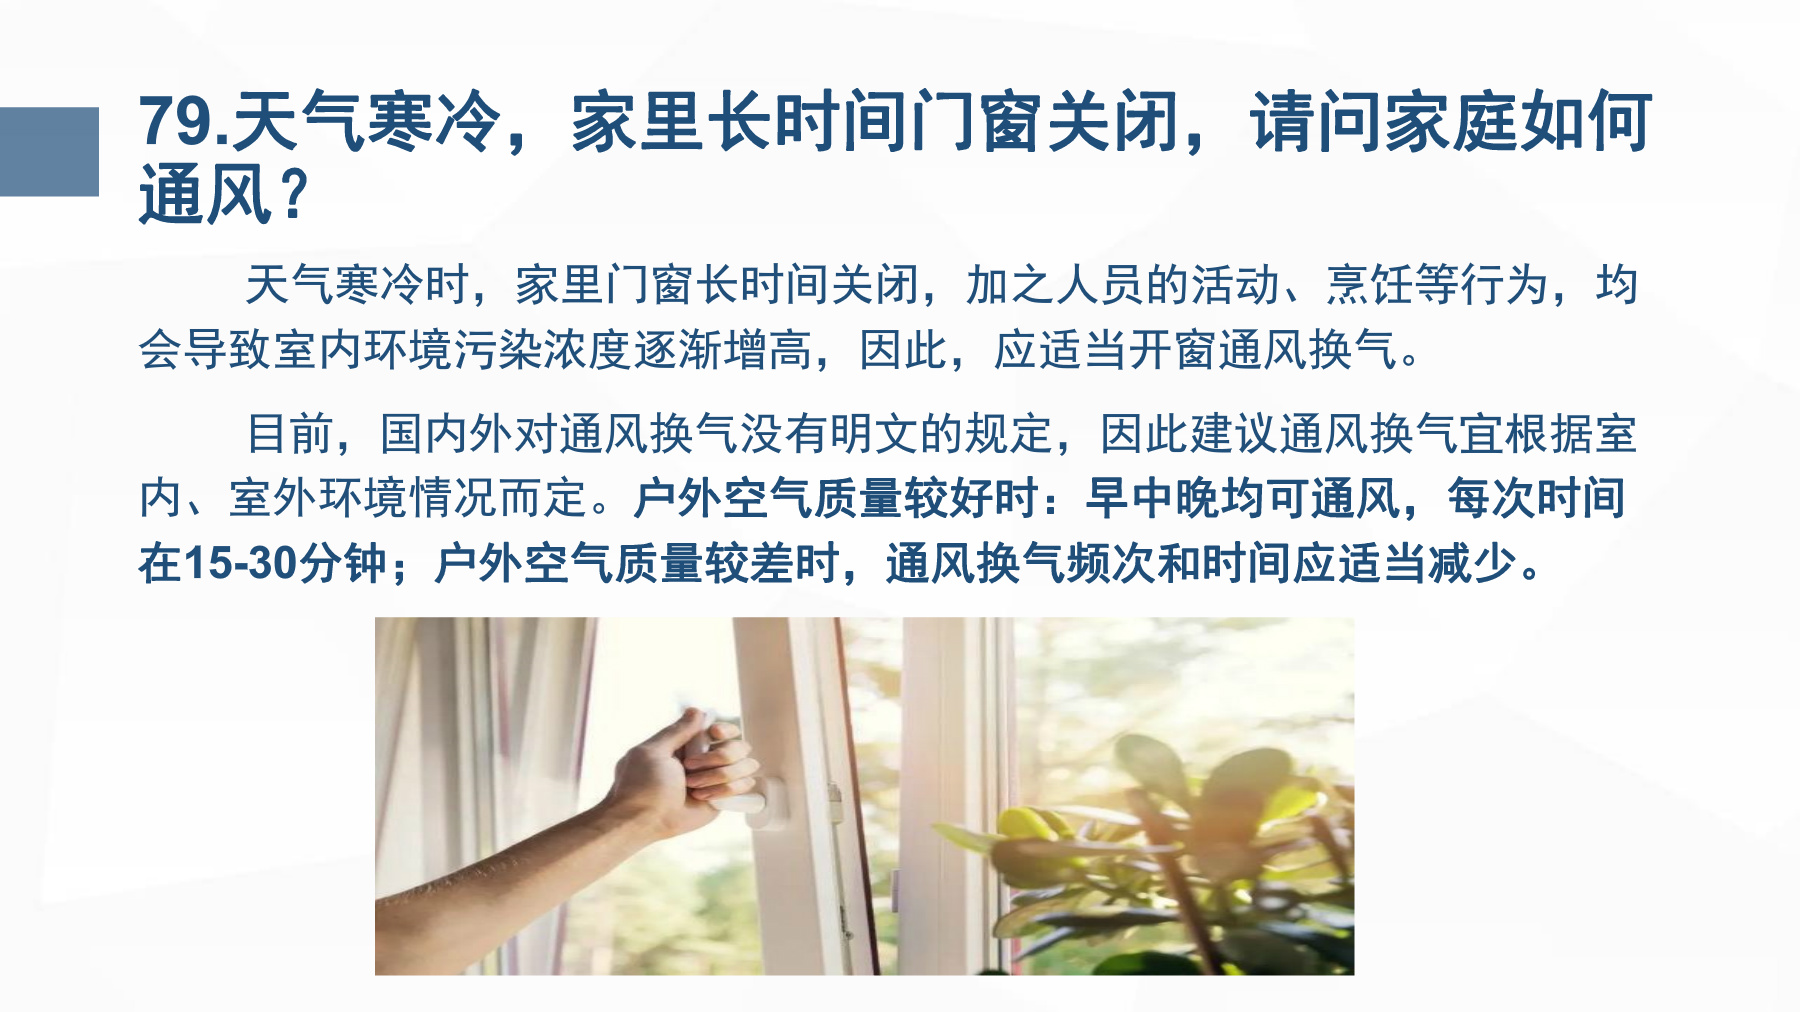 79.天气寒冷，家里长时间门窗关闭，请问家庭如何
通风？
天气寒冷时，家里门窗长时间关闭，加之人员的活动、烹饪等行为，均
会导致室内环境污染浓度逐渐增高，因此，应适当开窗通风换气。
目前，国内外对通风换气没有明文的规定，因此建议通风换气宜根据室
内、室外环境情况而定。户外空气质量较好时：早中晚均可通风，每次时间
在15-30分钟；户外空气质量较差时，通风换气频次和时间应适当减少。